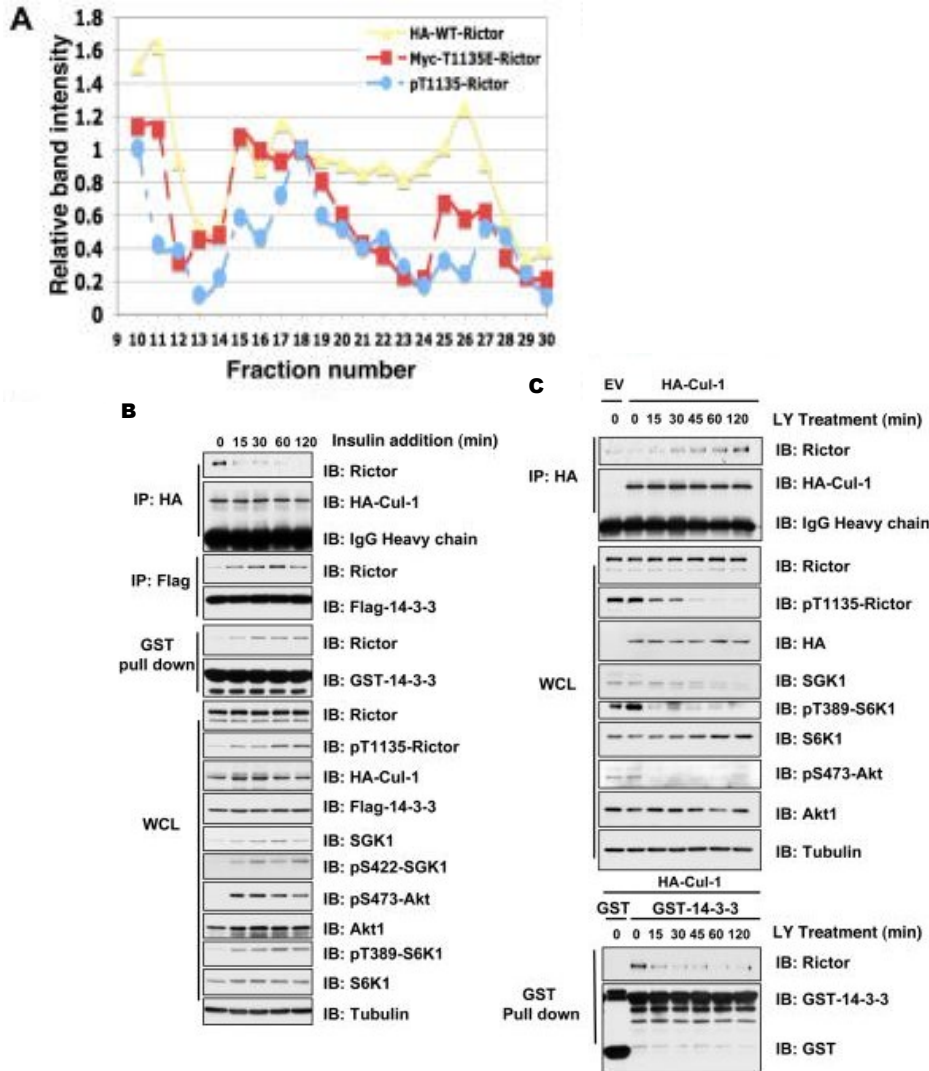 A
1.8
1.6
1.4
1.2
1
0.8
0.6
0.4
0.2
0
Relative band intensity
HA-WT-Rictor
Myc-T1135E-Rictor
pT1135-Rictor
9 10 11 12 13 14 15 16 17 18 19 20 21 22 23 24 25 26 27 28 29 30
Fraction number
B
0 15 30 60 120 Insulin addition (min)
IP: HA
IB: Rictor
IB: HA-Cul-1
IB: IgG Heavy chain
IP: Flag
IB: Rictor
IB: Flag-14-3-3
GST
pull down
IB: Rictor
IB: GST-14-3-3
WCL
IB: Rictor
IB: pT1135-Rictor
IB: HA-Cul-1
IB: Flag-14-3-3
IB: SGK1
IB: pS422-SGK1
IB: pS473-Akt
IB: Akt1
IB: pT389-S6K1
IB: S6K1
IB: Tubulin
C
EV HA-Cul-1
0 0 15 30 45 60 120 LY Treatment (min)
IP: HA
IB: Rictor
IB: HA-Cul-1
IB: IgG Heavy chain
WCL
IB: Rictor
IB: pT1135-Rictor
IB: HA
IB: SGK1
IB: pT389-S6K1
IB: S6K1
IB: pS473-Akt
IB: Akt1
IB: Tubulin
HA-Cul-1
GST GST-14-3-3
0 0 15 30 45 60 120 LY Treatment (min)
GST
Pull down
IB: Rictor
IB: GST-14-3-3
IB: GST